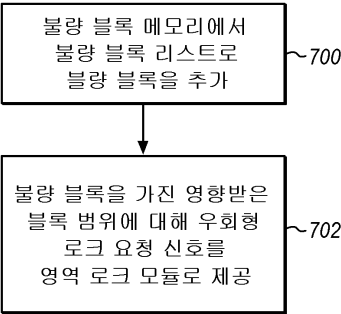 불량 블록 메모리에서
불량 블록 리스트로
블량 블록을 추가
700
불량 블록을 가진 영향받은
블록 범위에 대해 우회형
로크 요청 신호를
영역 로크 모듈로 제공
702